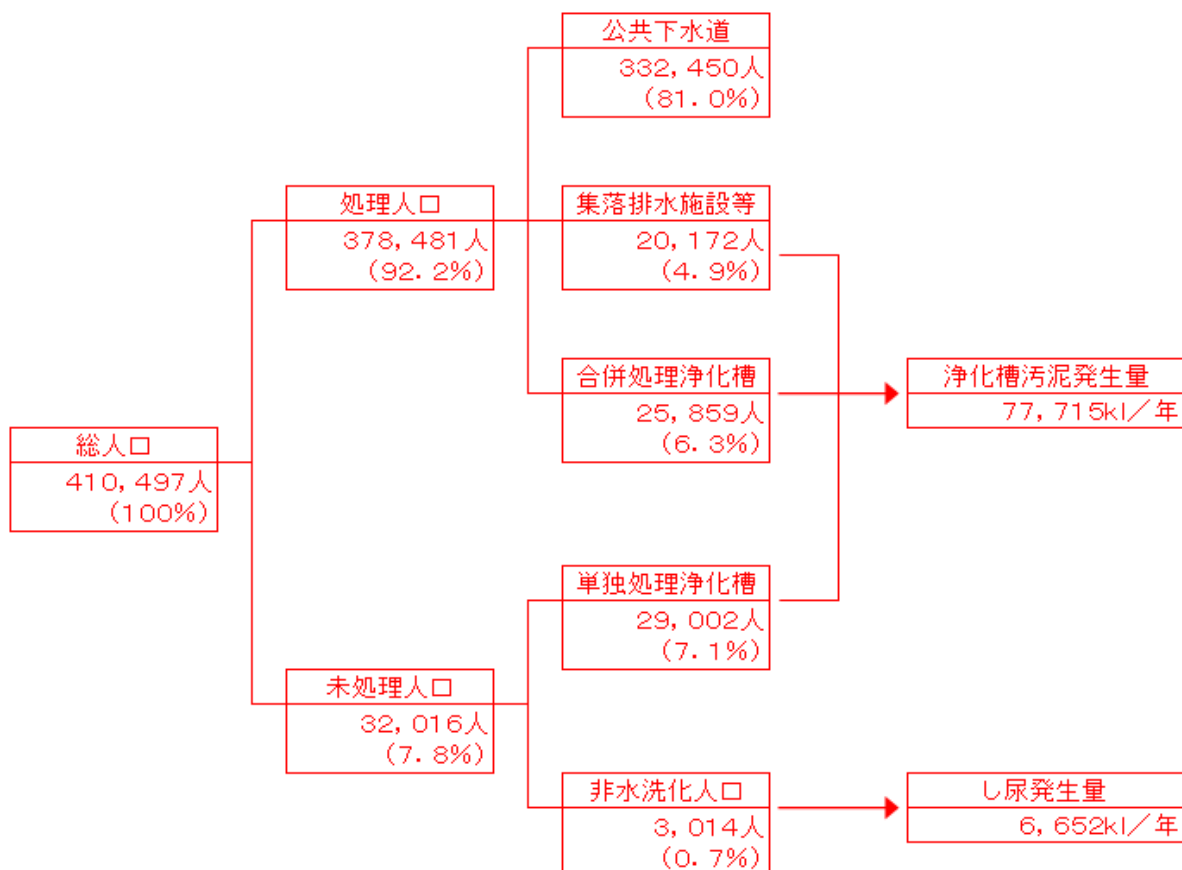 公共下水道
332,450人
(81.0%)
処理人口
378,481人
(92.2%)
集落排水施設等
20,172人
(4.9%)
合併処理浄化槽
25,859人
(6.3%)
浄化槽汚泥発生量
77,715kl/年
総人口
410,497人
(100%)
単独処理浄化槽
29,002人
(7.1%)
未処理人口
32,016人
(7.8%)
非水洗化人口
3,014人
(0.7%)
し尿発生量
6,652kl/年